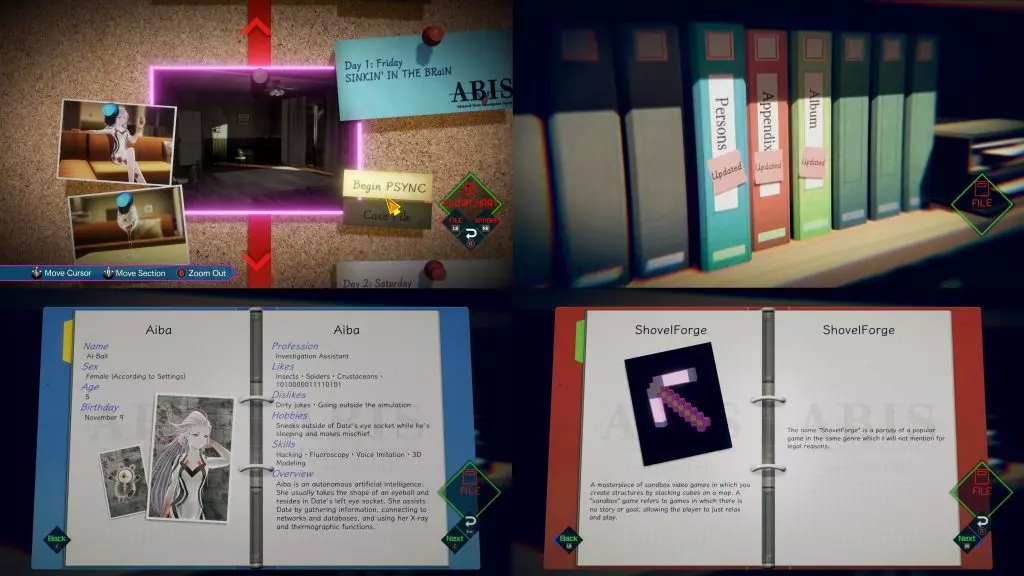 Day 1: Friday
SINKIN' IN THE BRaiN
ABIS
Begin PSYNC
FILE
OPTIONS
Move Cursor
Move Section
B Zoom Out
Day 2: Saturday
Persons
Updated
Appendix
Updated
Album
Updated
FILE
Aiba
Name
AI-Ball
Sex
Female (According to Settings)
Age
5
Birthday
November 9
Back
Aiba
Profession
Investigation Assistant
Likes
Insects • Spiders • Crustaceans •
1010000011110101
Dislikes
Dirty jokes • Going outside the simulation
Hobbies
Sneaks outside of Date's eye socket while he's
sleeping and makes mischief.
Skills
Hacking • Fluoroscopy • Voice Imitation • 3D
Modeling
Overview
Aiba is an autonomous artificial intelligence.
She usually takes the shape of an eyeball and
resides in Date's left eye socket. She assists
Date by gathering information, connecting to
networks and databases, and using her X-ray
and thermographic functions.
FILE
Next
ShovelForge
A masterpiece of sandbox video games in which you
create structures by stacking cubes on a map. A
"sandbox" game refers to games in which there is
no story or goal, allowing the player to just relax
and play.
Back
ShovelForge
The name "ShovelForge" is a parody of a popular
game in the same genre which I will not mention for
legal reasons.
FILE
Next